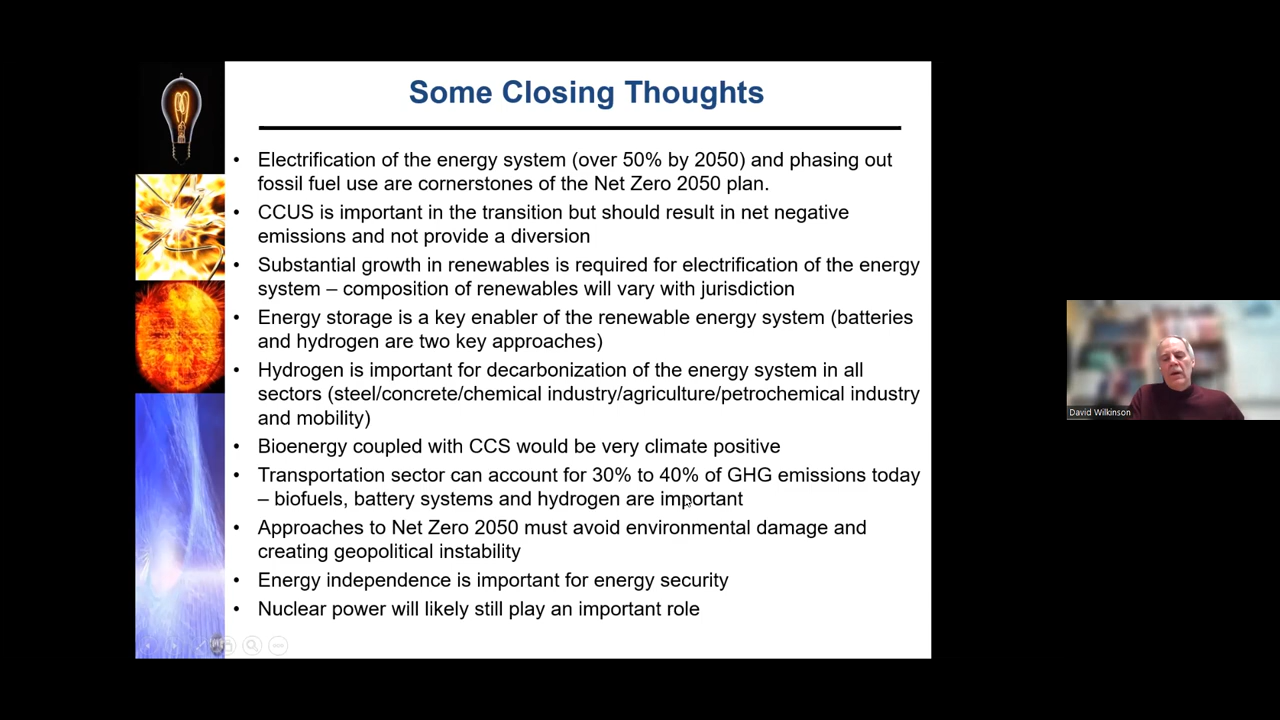 Some Closing Thoughts
• Electrification of the energy system (over 50% by 2050) and phasing out
fossil fuel use are cornerstones of the Net Zero 2050 plan.
• CCUS is important in the transition but should result in net negative
emissions and not provide a diversion
• Substantial growth in renewables is required for electrification of the energy
system – composition of renewables will vary with jurisdiction
• Energy storage is a key enabler of the renewable energy system (batteries
and hydrogen are two key approaches)
• Hydrogen is important for decarbonization of the energy system in all
sectors (steel/concrete/chemical industry/agriculture/petrochemical industry
and mobility)
• Bioenergy coupled with CCS would be very climate positive
• Transportation sector can account for 30% to 40% of GHG emissions today
– biofuels, battery systems and hydrogen are important
• Approaches to Net Zero 2050 must avoid environmental damage and
creating geopolitical instability
• Energy independence is important for energy security
• Nuclear power will likely still play an important role
David Wilkinson